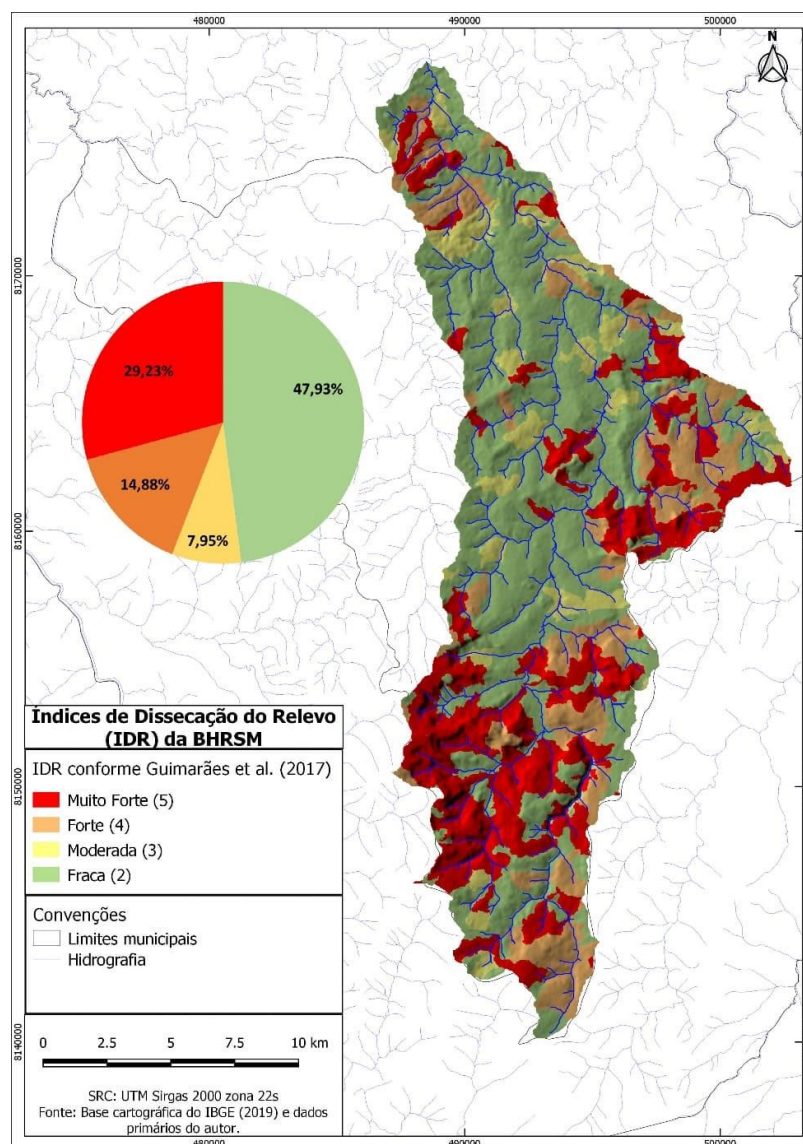 480000
490000
500000
8170000
29,23%
47,93%
14,88%
7,95%
8160000
Índices de Dissecação do Relevo
(IDR) da BHRSM
IDR conforme Guimarães et al. (2017)
8150000
Muito Forte (5)
Forte (4)
Moderada (3)
Fraca (2)
Convenções
Limites municipais
Hidrografia
8140000
0 2.5 5 7.5 10 km
SRC: UTM Sirgas 2000 zona 22s
Fonte: Base cartográfica do IBGE (2019) e dados
primários do autor.
480000
490000
500000